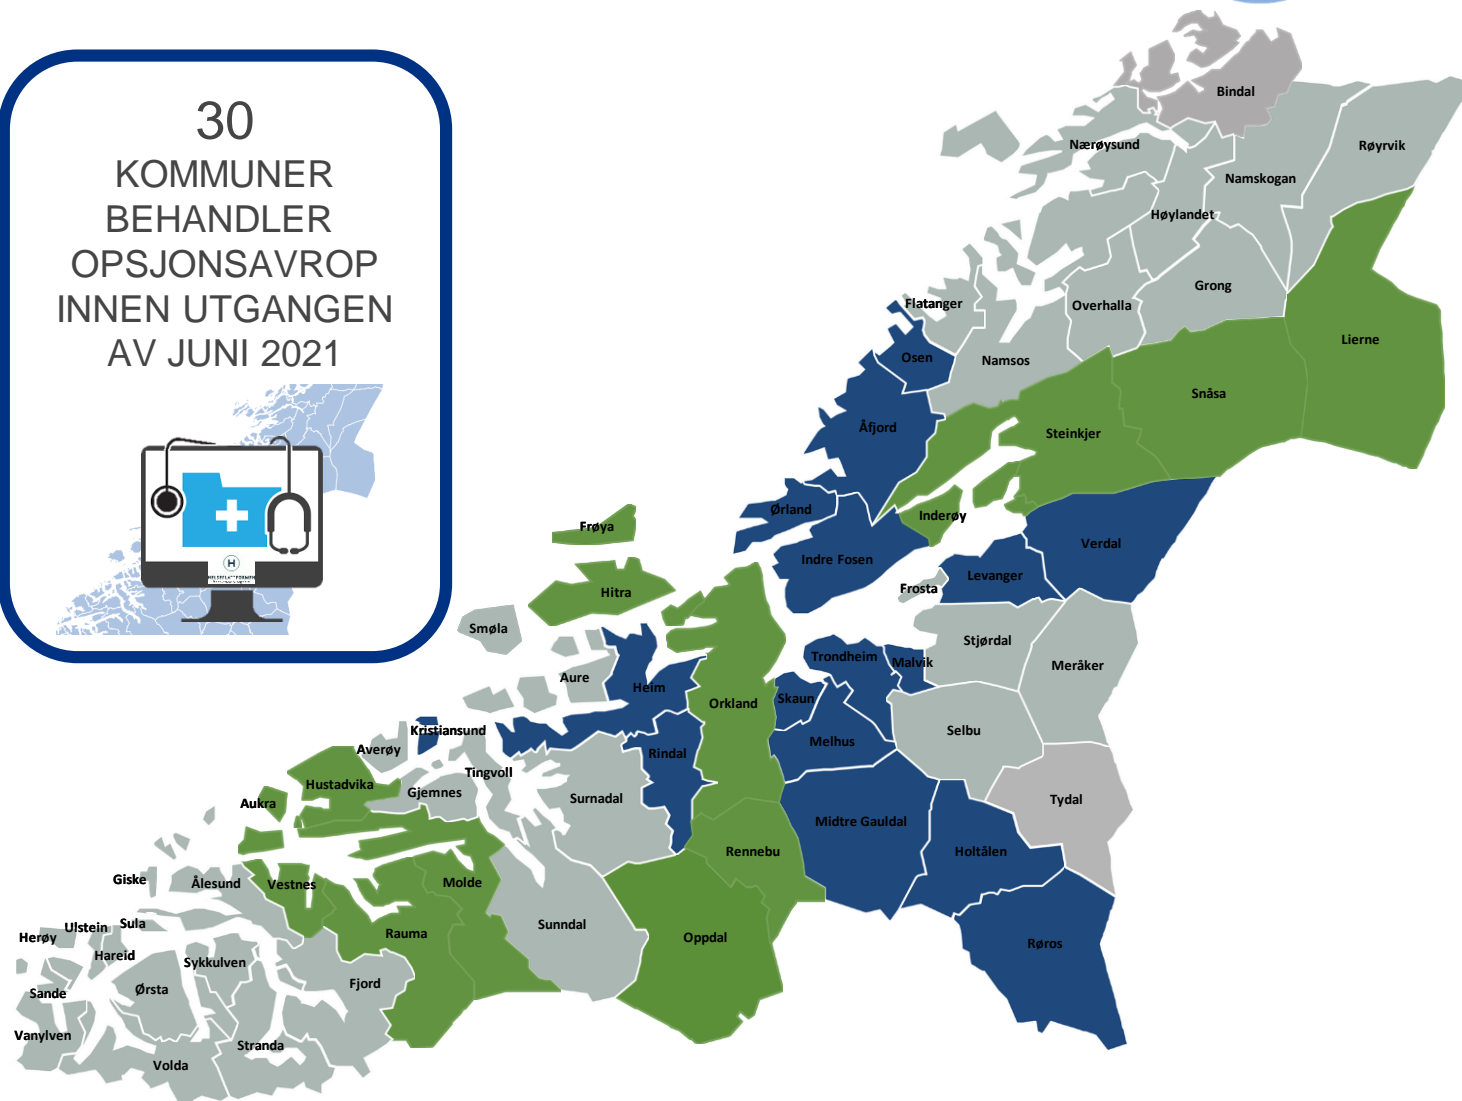 30
KOMMUNER
BEHANDLER
OPSJONSAVROP
INNEN UTGANGEN
AV JUNI 2021
H
Bindal
Nærøysund
Røyrvik
Namskogan
Høylandet
Grong
Flatanger
Overhalla
Lierne
Osen
Namsos
Snåsa
Åfjord
Steinkjer
Ørland
Inderøy
Frøya
Verdal
Indre Fosen
Levanger
Frosta
Hitra
Smøla
Stjørdal
Trondheim
Malvik
Meråker
Aure
Heim
Skaun
Orkland
Kristiansund
Selbu
Averøy
Melhus
Rindal
Tingvoll
Hustadvika
Gjemnes
Surnadal
Tydal
Aukra
Midtre Gauldal
Rennebu
Holtålen
Giske
Ålesund
Vestnes
Molde
Ulstein
Sula
Sunndal
Herøy
Rauma
Oppdal
Røros
Hareid
Sykkulven
Fjord
Sande
Ørsta
Vanylven
Stranda
Volda